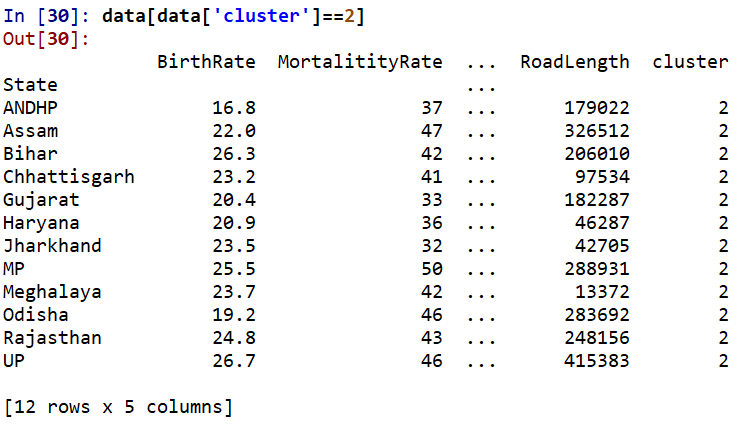 In [30]: data[data['cluster']==2]
Out[30]:
BirthRate MortalitityRate ... RoadLength cluster
State ...
ANDHP 16.8 37 ... 179022 2
Assam 22.0 47 ... 326512 2
Bihar 26.3 42 ... 206010 2
Chhattisgarh 23.2 41 ... 97534 2
Gujarat 20.4 33 ... 182287 2
Haryana 20.9 36 ... 46287 2
Jharkhand 23.5 32 ... 42705 2
MP 25.5 50 ... 288931 2
Meghalaya 23.7 42 ... 13372 2
Odisha 19.2 46 ... 283692 2
Rajasthan 24.8 43 ... 248156 2
UP 26.7 46 ... 415383 2
[12 rows x 5 columns]